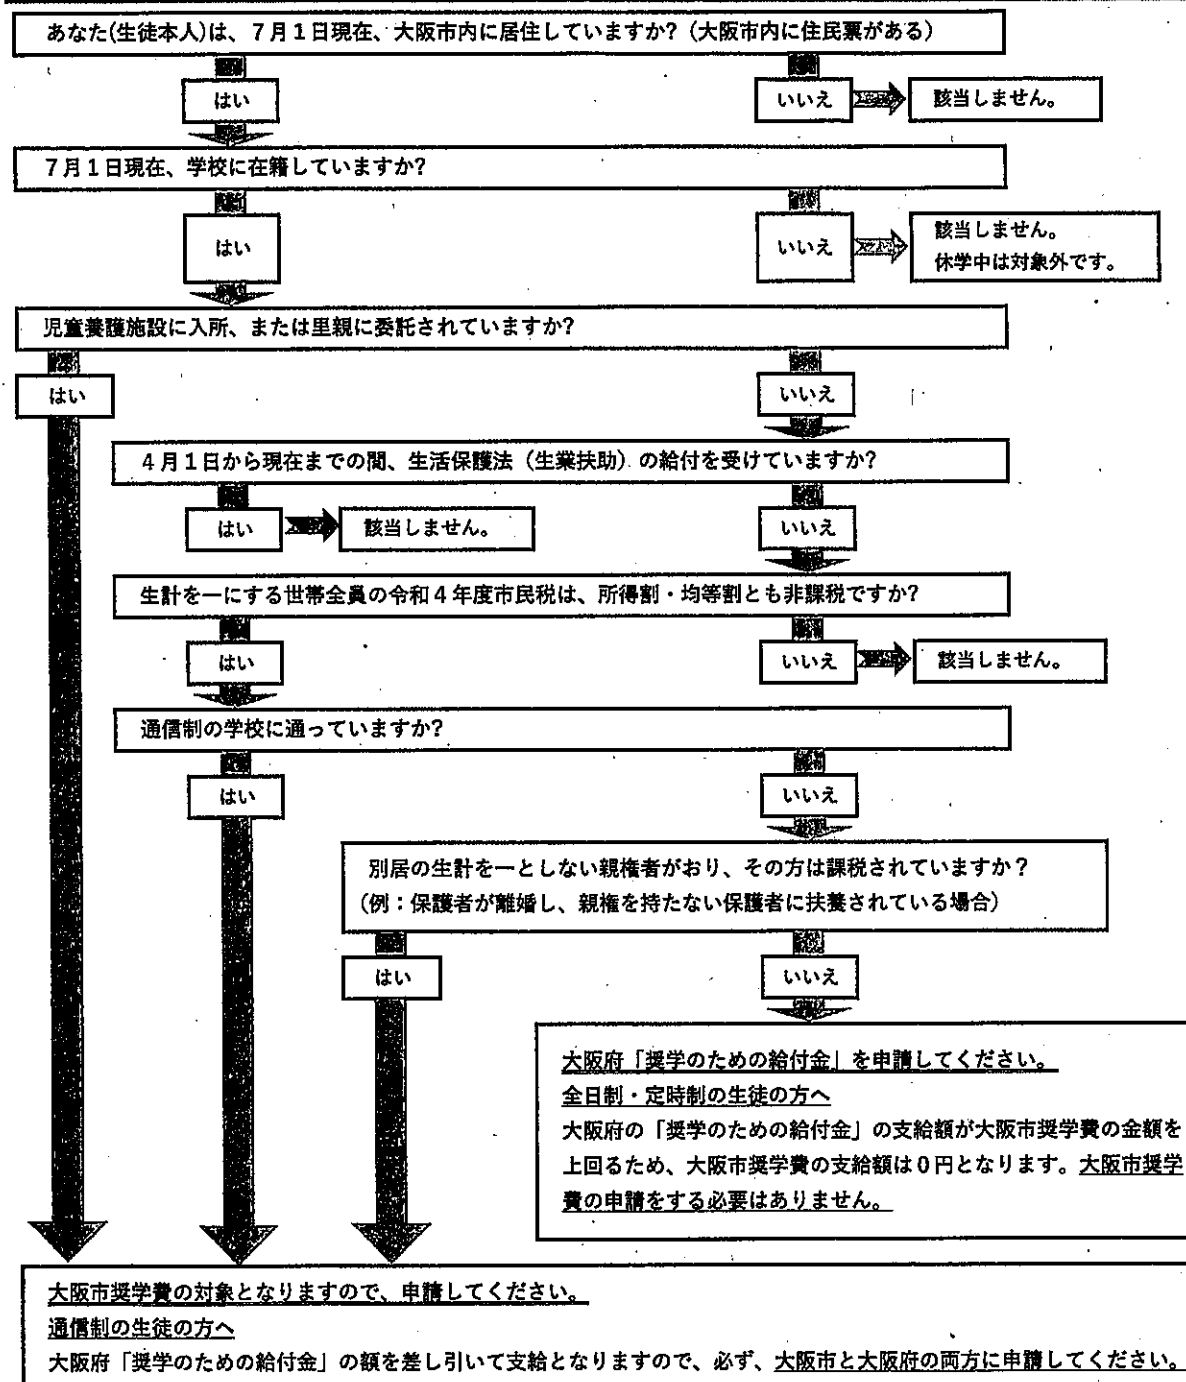 あなた(生徒本人)は、7月1日現在、大阪市内に居住していますか?(大阪市内に住民票がある)
はい
いいえ
該当しません。
7月1日現在、学校に在籍していますか?
はい
いいえ
該当しません。
休学中は対象外です。
児童養護施設に入所、または里親に委託されていますか?
はい
いいえ
4月1日から現在までの間、生活保護法(生業扶助)の給付を受けていますか?
はい
該当しません。
いいえ
生計を一にする世帯全員の令和4年度市民税は、所得割・均等割とも非課税ですか?
はい
いいえ
該当しません。
通信制の学校に通っていますか?
はい
いいえ
別居の生計を一としない親権者がおり、その方は課税されていますか?
(例:保護者が離婚し、親権を持たない保護者に扶養されている場合)
はい
いいえ
大阪府「奨学のための給付金」を申請してください。
全日制・定時制の生徒の方へ
大阪府の「奨学のための給付金」の支給額が大阪市奨学費の金額を
上回るため、大阪市奨学費の支給額は0円となります。大阪市奨学
費の申請をする必要はありません。
大阪市奨学費の対象となりますので、申請してください。
通信制の生徒の方へ
大阪府「奨学のための給付金」の額を差し引いて支給となりますので、必ず、大阪市と大阪府の両方に申請してください。